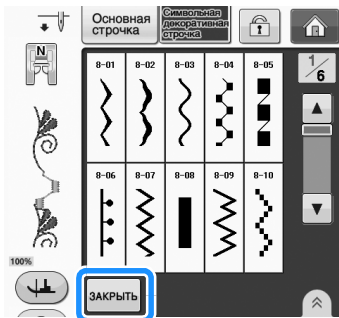 Основная
строчка
Символьная
декоративная
строчка
N
1/6
8-01 8-02 8-03 8-04 8-05
8-06 8-07 8-08 8-09 8-10
100%
ЗАКРЫТЬ